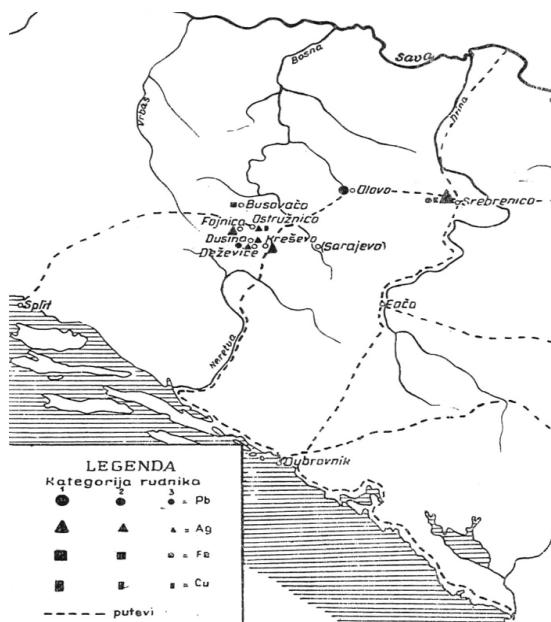 Sava
Bosna
Vrbas
Drina
Olovo
Busovača
Srebrenica
Fojnica
Ostružnica
Dusina
Kreševo
(Sarajevo)
Deževice
Split
Foča
Neretva
Dubrovnik
LEGENDA
Kategorija rudnika
1 2 3
= Pb
= Ag
= Fe
= Cu
putevi